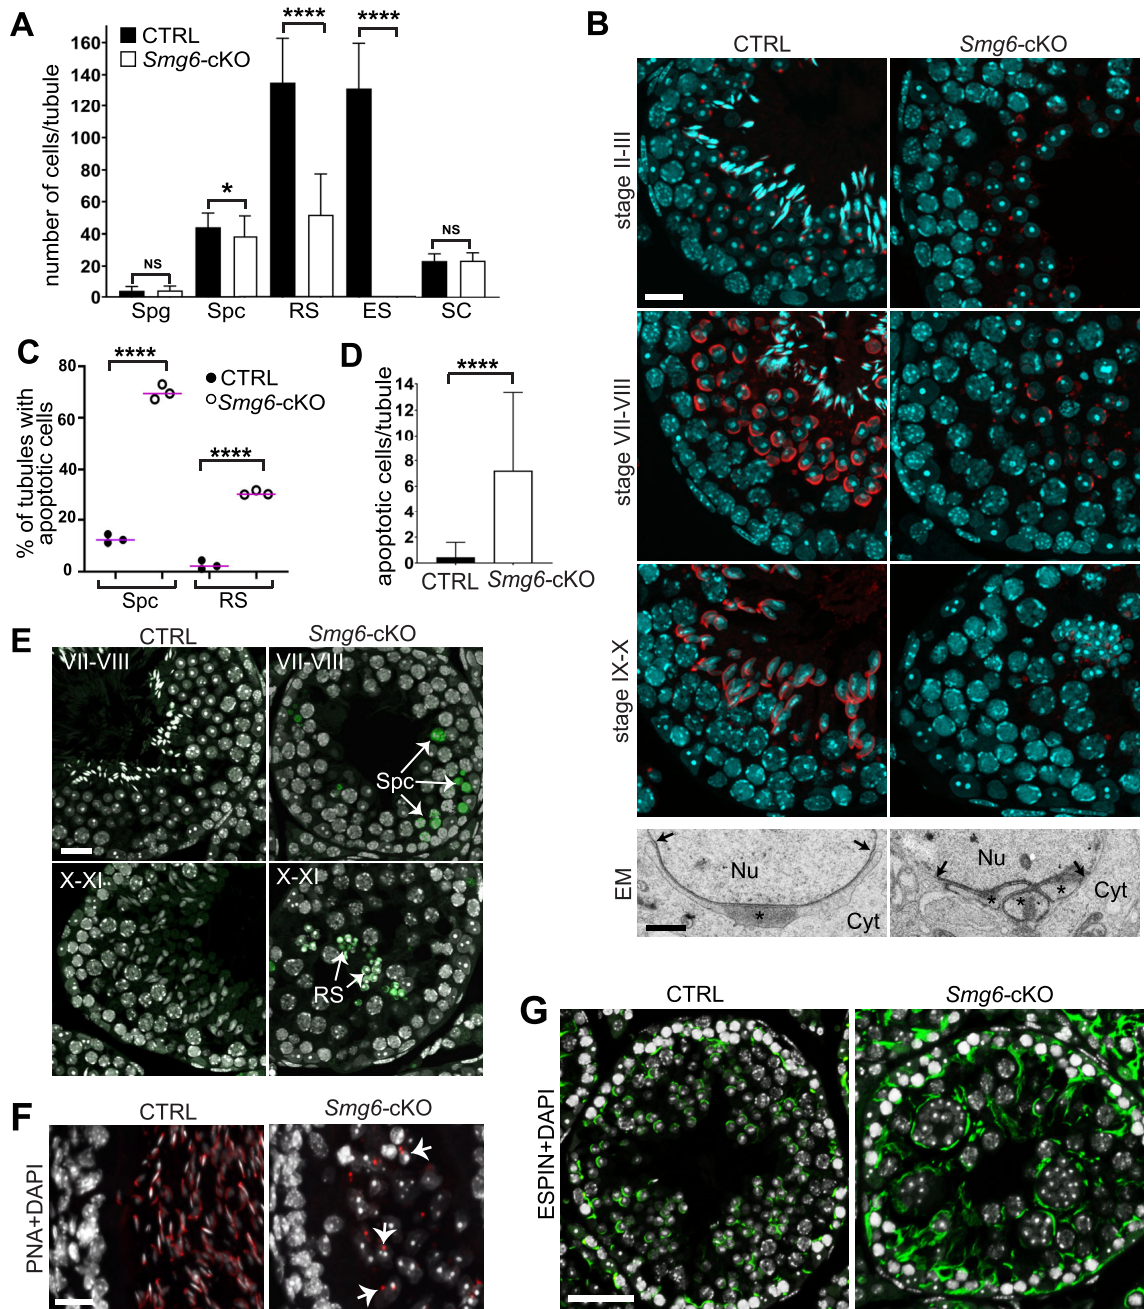 A
number of cells/tubule
160
140
120
100
80
60
40
20
0
CTRL
Smg6-cKO
****
****
*
NS
NS
Spg
Spc
RS
ES
SC
B
CTRL
Smg6-cKO
stage II-III
stage VII-VIII
stage IX-X
EM
Nu
*
Cyt
Nu
*
*
*
Cyt
C
% of tubules with
apoptotic cells
80
60
40
20
0
****
****
CTRL
Smg6-cKO
Spc
RS
D
apoptotic cells/tubule
14
12
10
8
6
4
2
0
****
CTRL
Smg6-cKO
E
CTRL
Smg6-cKO
VII-VIII
VII-VIII
Spc
X-XI
X-XI
RS
F
CTRL
Smg6-cKO
PNA+DAPI
G
CTRL
Smg6-cKO
ESPIN+DAPI